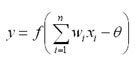 y = f(∑_{i=1}^{n} w_i x_i − θ)